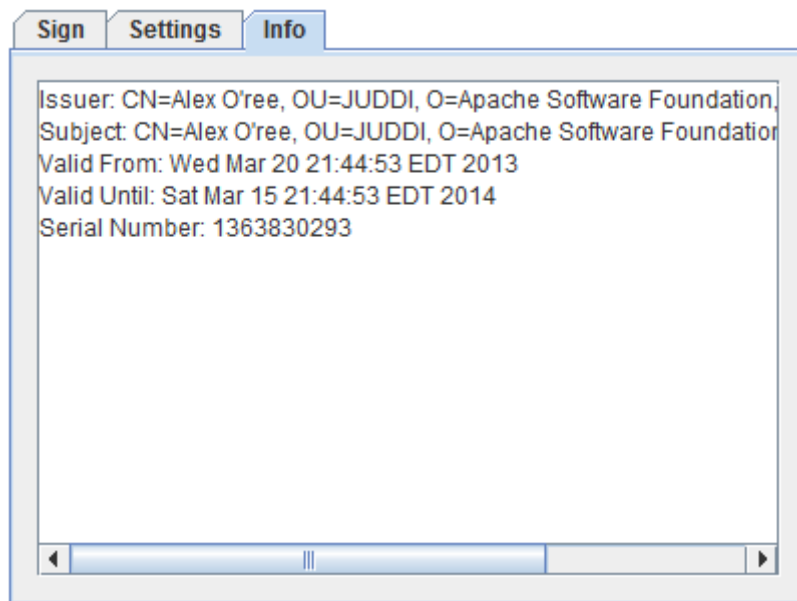 Sign Settings Info
Issuer: CN=Alex O'ree, OU=JUDDI, O=Apache Software Foundation,
Subject: CN=Alex O'ree, OU=JUDDI, O=Apache Software Foundation
Valid From: Wed Mar 20 21:44:53 EDT 2013
Valid Until: Sat Mar 15 21:44:53 EDT 2014
Serial Number: 1363830293